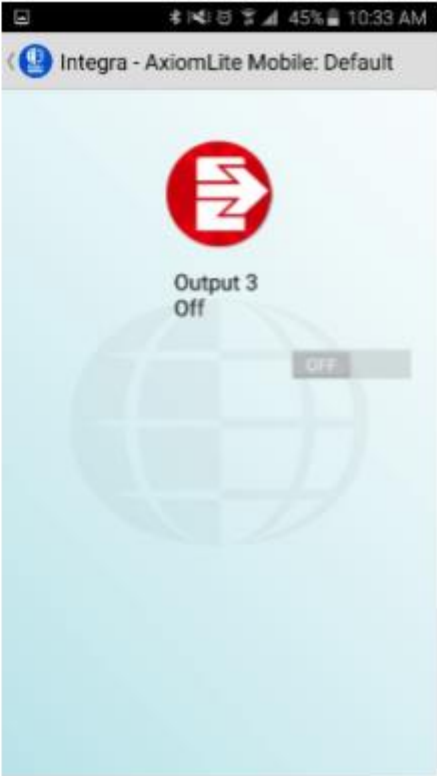 45% 10:33 AM
Integra - AxiomLite Mobile: Default
Output 3
Off
OFF